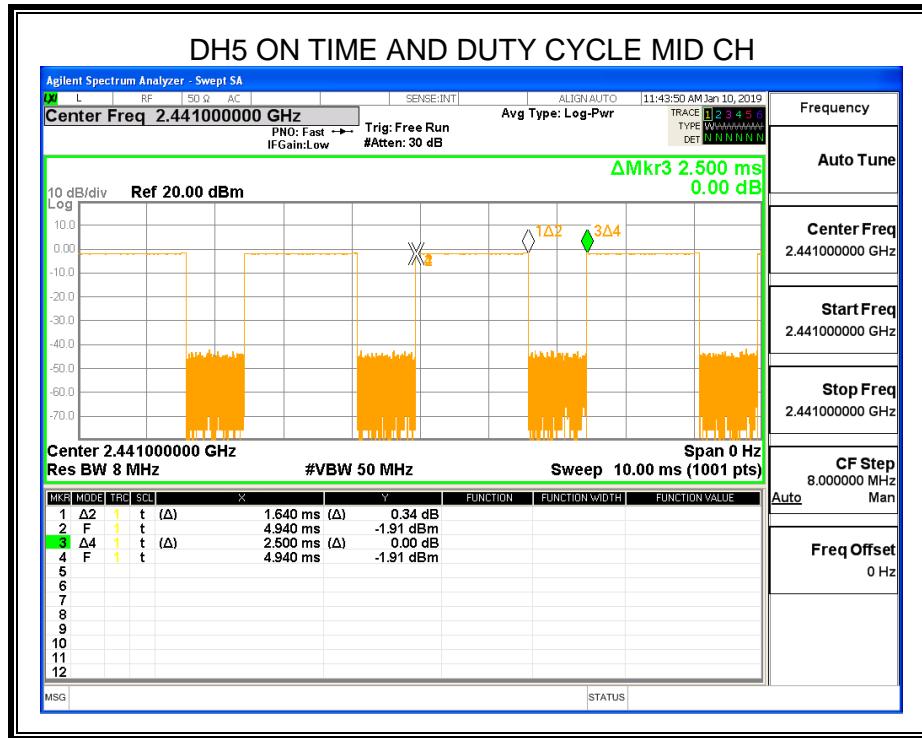 DH5 ON TIME AND DUTY CYCLE MID CH
Agilent Spectrum Analyzer - Swept SA
LXI L RF 50 Ω AC SENSE:INT ALIGNAUTO 11:43:50 AM Jan 10, 2019
Center Freq 2.441000000 GHz
PNO: Fast
IFGain:Low
Trig: Free Run
#Atten: 30 dB
Avg Type: Log-Pwr
TRACE 1 2 3 4 5 6
TYPE
DET N N N N N N
ΔMkr3 2.500 ms
0.00 dB
10 dB/div Ref 20.00 dBm
Log
10.0
0.00
-10.0
-20.0
-30.0
-40.0
-50.0
-60.0
-70.0
1Δ2
3Δ4
Center 2.441000000 GHz Span 0 Hz
Res BW 8 MHz #VBW 50 MHz Sweep 10.00 ms (1001 pts)
MKR MODE TRC SCL X Y FUNCTION FUNCTION WIDTH FUNCTION VALUE
1 Δ2 1 t (Δ) 1.640 ms (Δ) 0.34 dB
2 F 1 t 4.940 ms -1.91 dBm
3 Δ4 1 t (Δ) 2.500 ms (Δ) 0.00 dB
4 F 1 t 4.940 ms -1.91 dBm
5
6
7
8
9
10
11
12
MSG STATUS
Frequency
Auto Tune
Center Freq
2.441000000 GHz
Start Freq
2.441000000 GHz
Stop Freq
2.441000000 GHz
CF Step
8.000000 MHz
Auto Man
Freq Offset
0 Hz